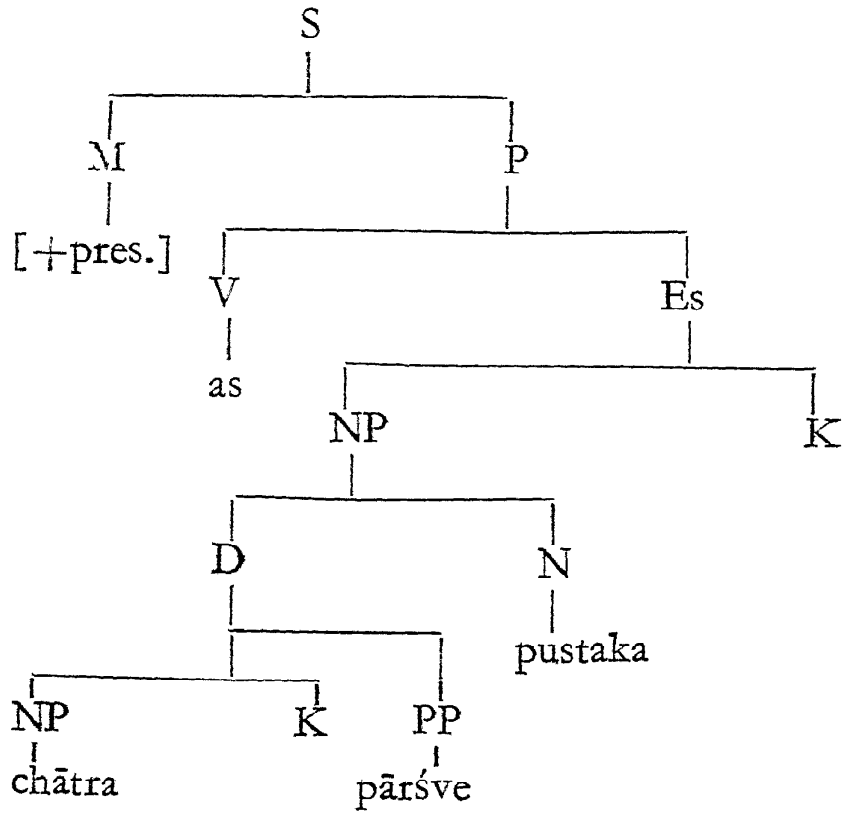 S
M P
[+pres.]
V Es
as
NP K
D N
pustaka
NP K PP
chātra pārśve